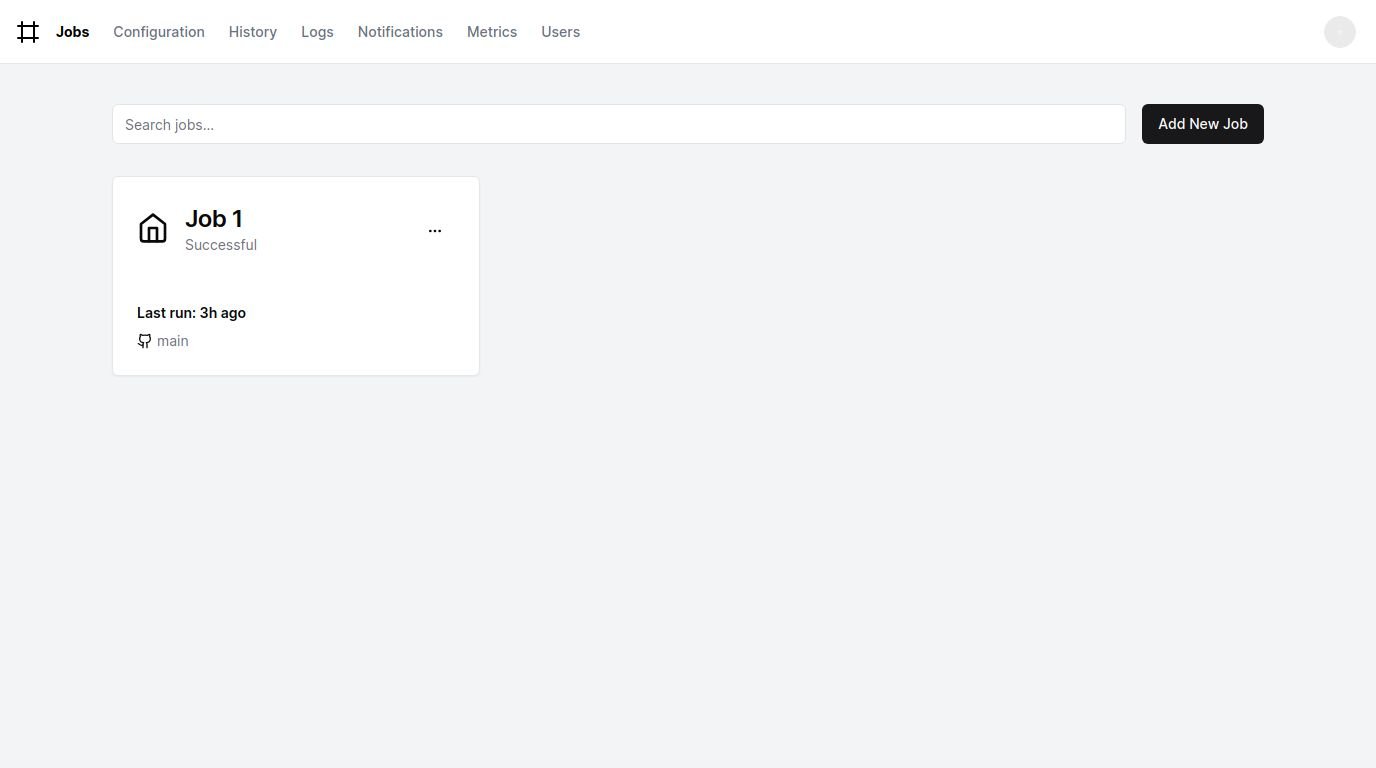 Jobs Configuration History Logs Notifications Metrics Users
Search jobs...
Add New Job
Job 1
Successful
Last run: 3h ago
main